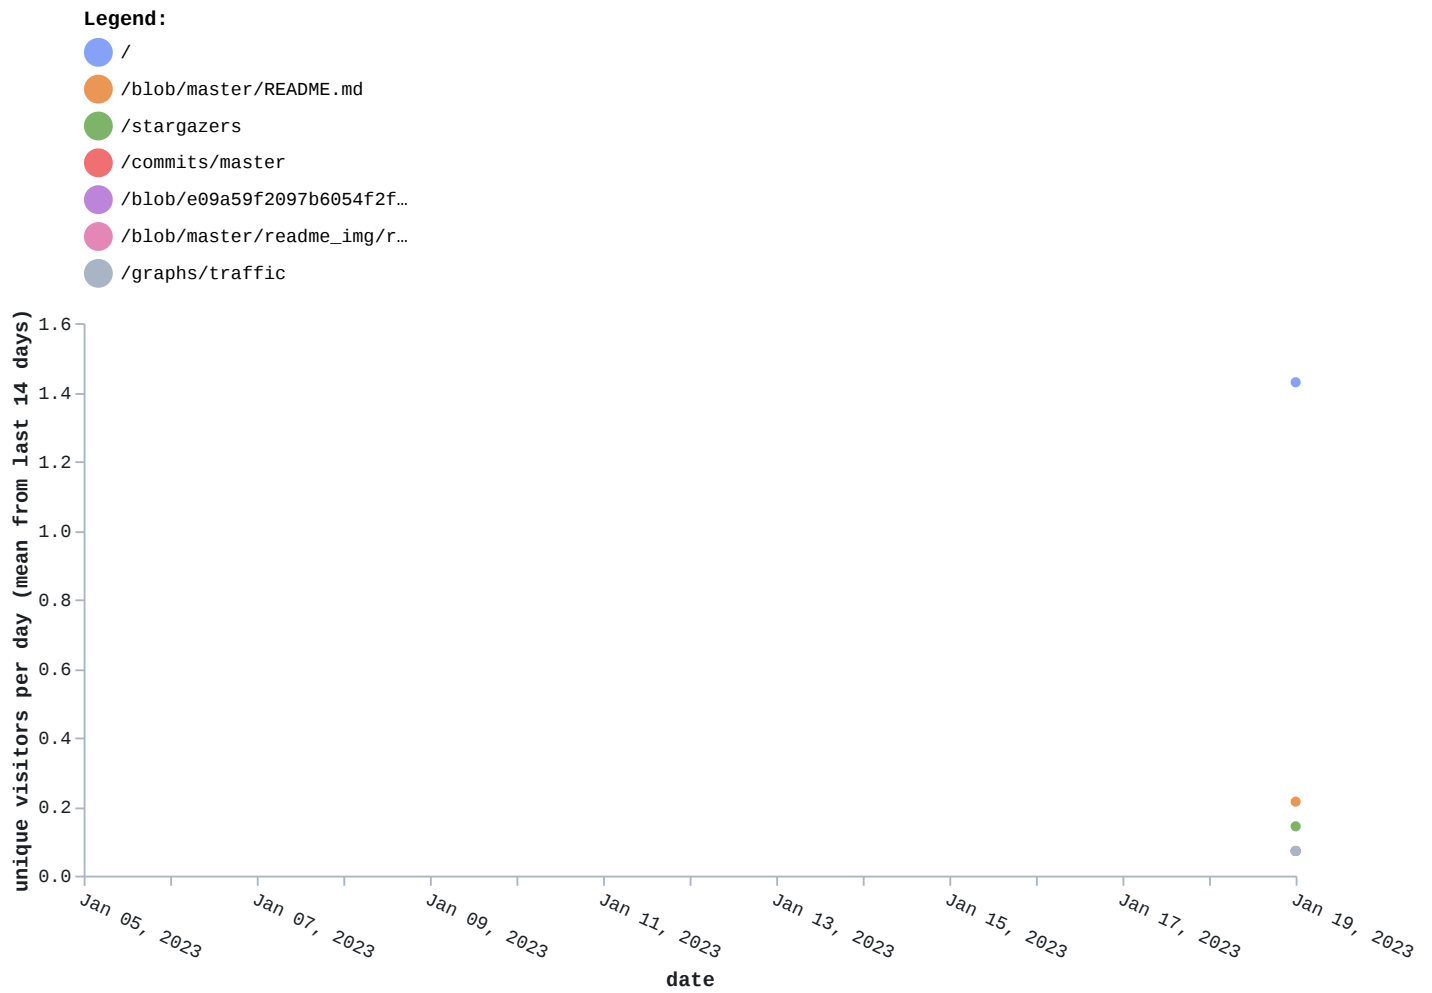 Legend:
/
/blob/master/README.md
/stargazers
/commits/master
/blob/e09a59f2097b6054f2f…
/blob/master/readme_img/r…
/graphs/traffic
unique visitors per day (mean from last 14 days)
1.6
1.4
1.2
1.0
0.8
0.6
0.4
0.2
0.0
Jan 05, 2023
Jan 07, 2023
Jan 09, 2023
Jan 11, 2023
Jan 13, 2023
Jan 15, 2023
Jan 17, 2023
Jan 19, 2023
date